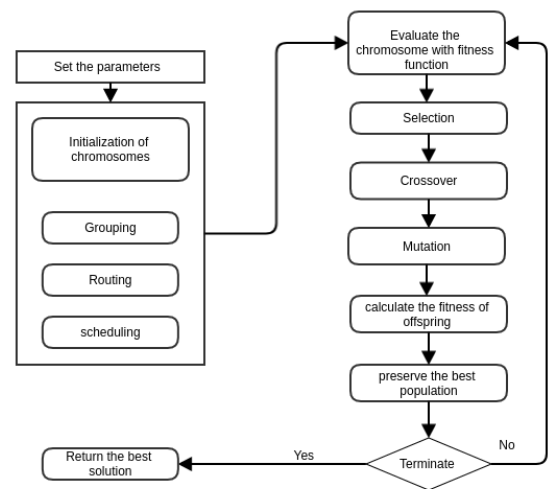 Set the parameters
Initialization of
chromosomes
Grouping
Routing
scheduling
Evaluate the
chromosome with fitness
function
Selection
Crossover
Mutation
calculate the fitness of
offspring
preserve the best
population
Terminate
No
Yes
Return the best
solution